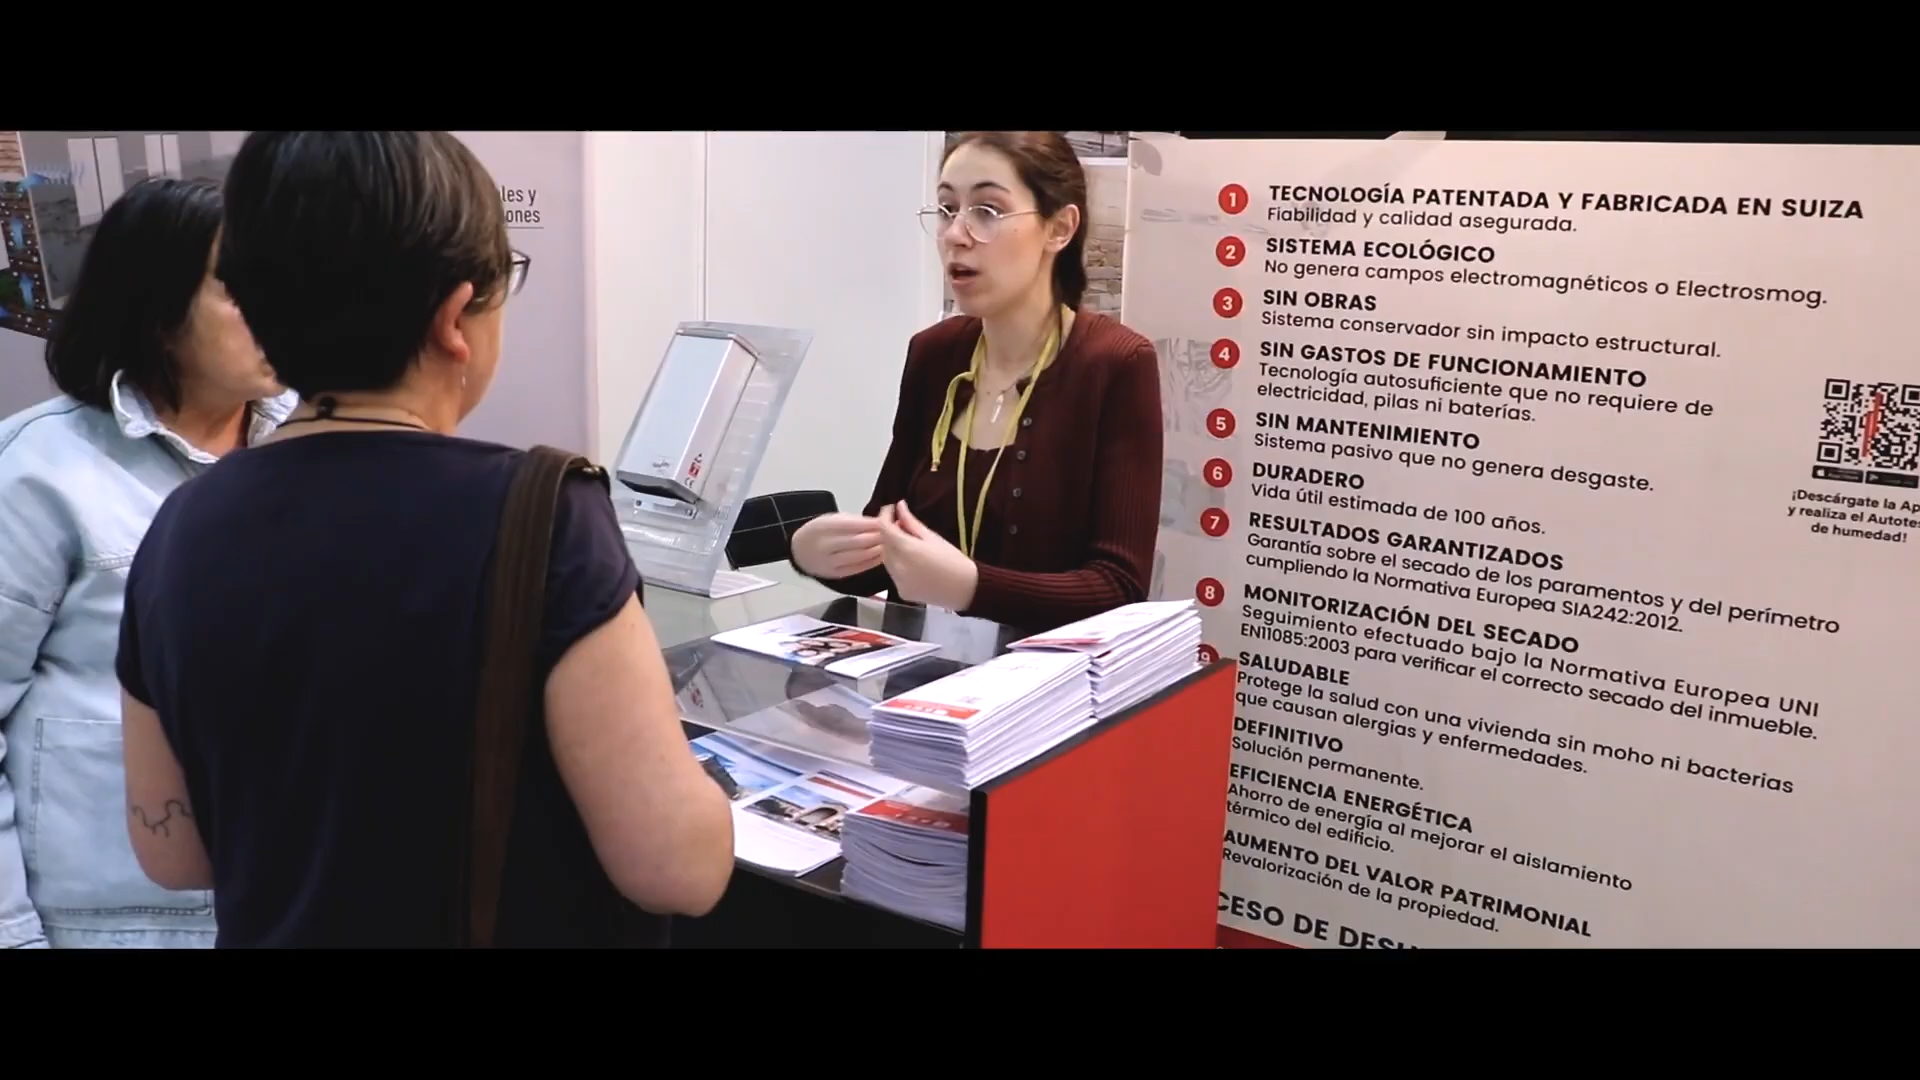 les y
ones
1 TECNOLOGÍA PATENTADA Y FABRICADA EN SUIZA
Fiabilidad y calidad asegurada.
2 SISTEMA ECOLÓGICO
No genera campos electromagnéticos o Electrosmog.
3 SIN OBRAS
Sistema conservador sin impacto estructural.
4 SIN GASTOS DE FUNCIONAMIENTO
Tecnología autosuficiente que no requiere de
electricidad, pilas ni baterías.
5 SIN MANTENIMIENTO
Sistema pasivo que no genera desgaste.
6 DURADERO
Vida útil estimada de 100 años.
7 RESULTADOS GARANTIZADOS
Garantía sobre el secado de los paramentos y del perímetro
cumpliendo la Normativa Europea SIA242:2012.
8 MONITORIZACIÓN DEL SECADO
Seguimiento efectuado bajo la Normativa Europea UNI
EN11085:2003 para verificar el correcto secado del inmueble.
9 SALUDABLE
Protege la salud con una vivienda sin moho ni bacterias
que causan alergias y enfermedades.
DEFINITIVO
Solución permanente.
EFICIENCIA ENERGÉTICA
Ahorro de energía al mejorar el aislamiento
térmico del edificio.
AUMENTO DEL VALOR PATRIMONIAL
Revalorización de la propiedad.
CESO DE
¡Descárgate la Ap
y realiza el Autotes
de humedad!
CE